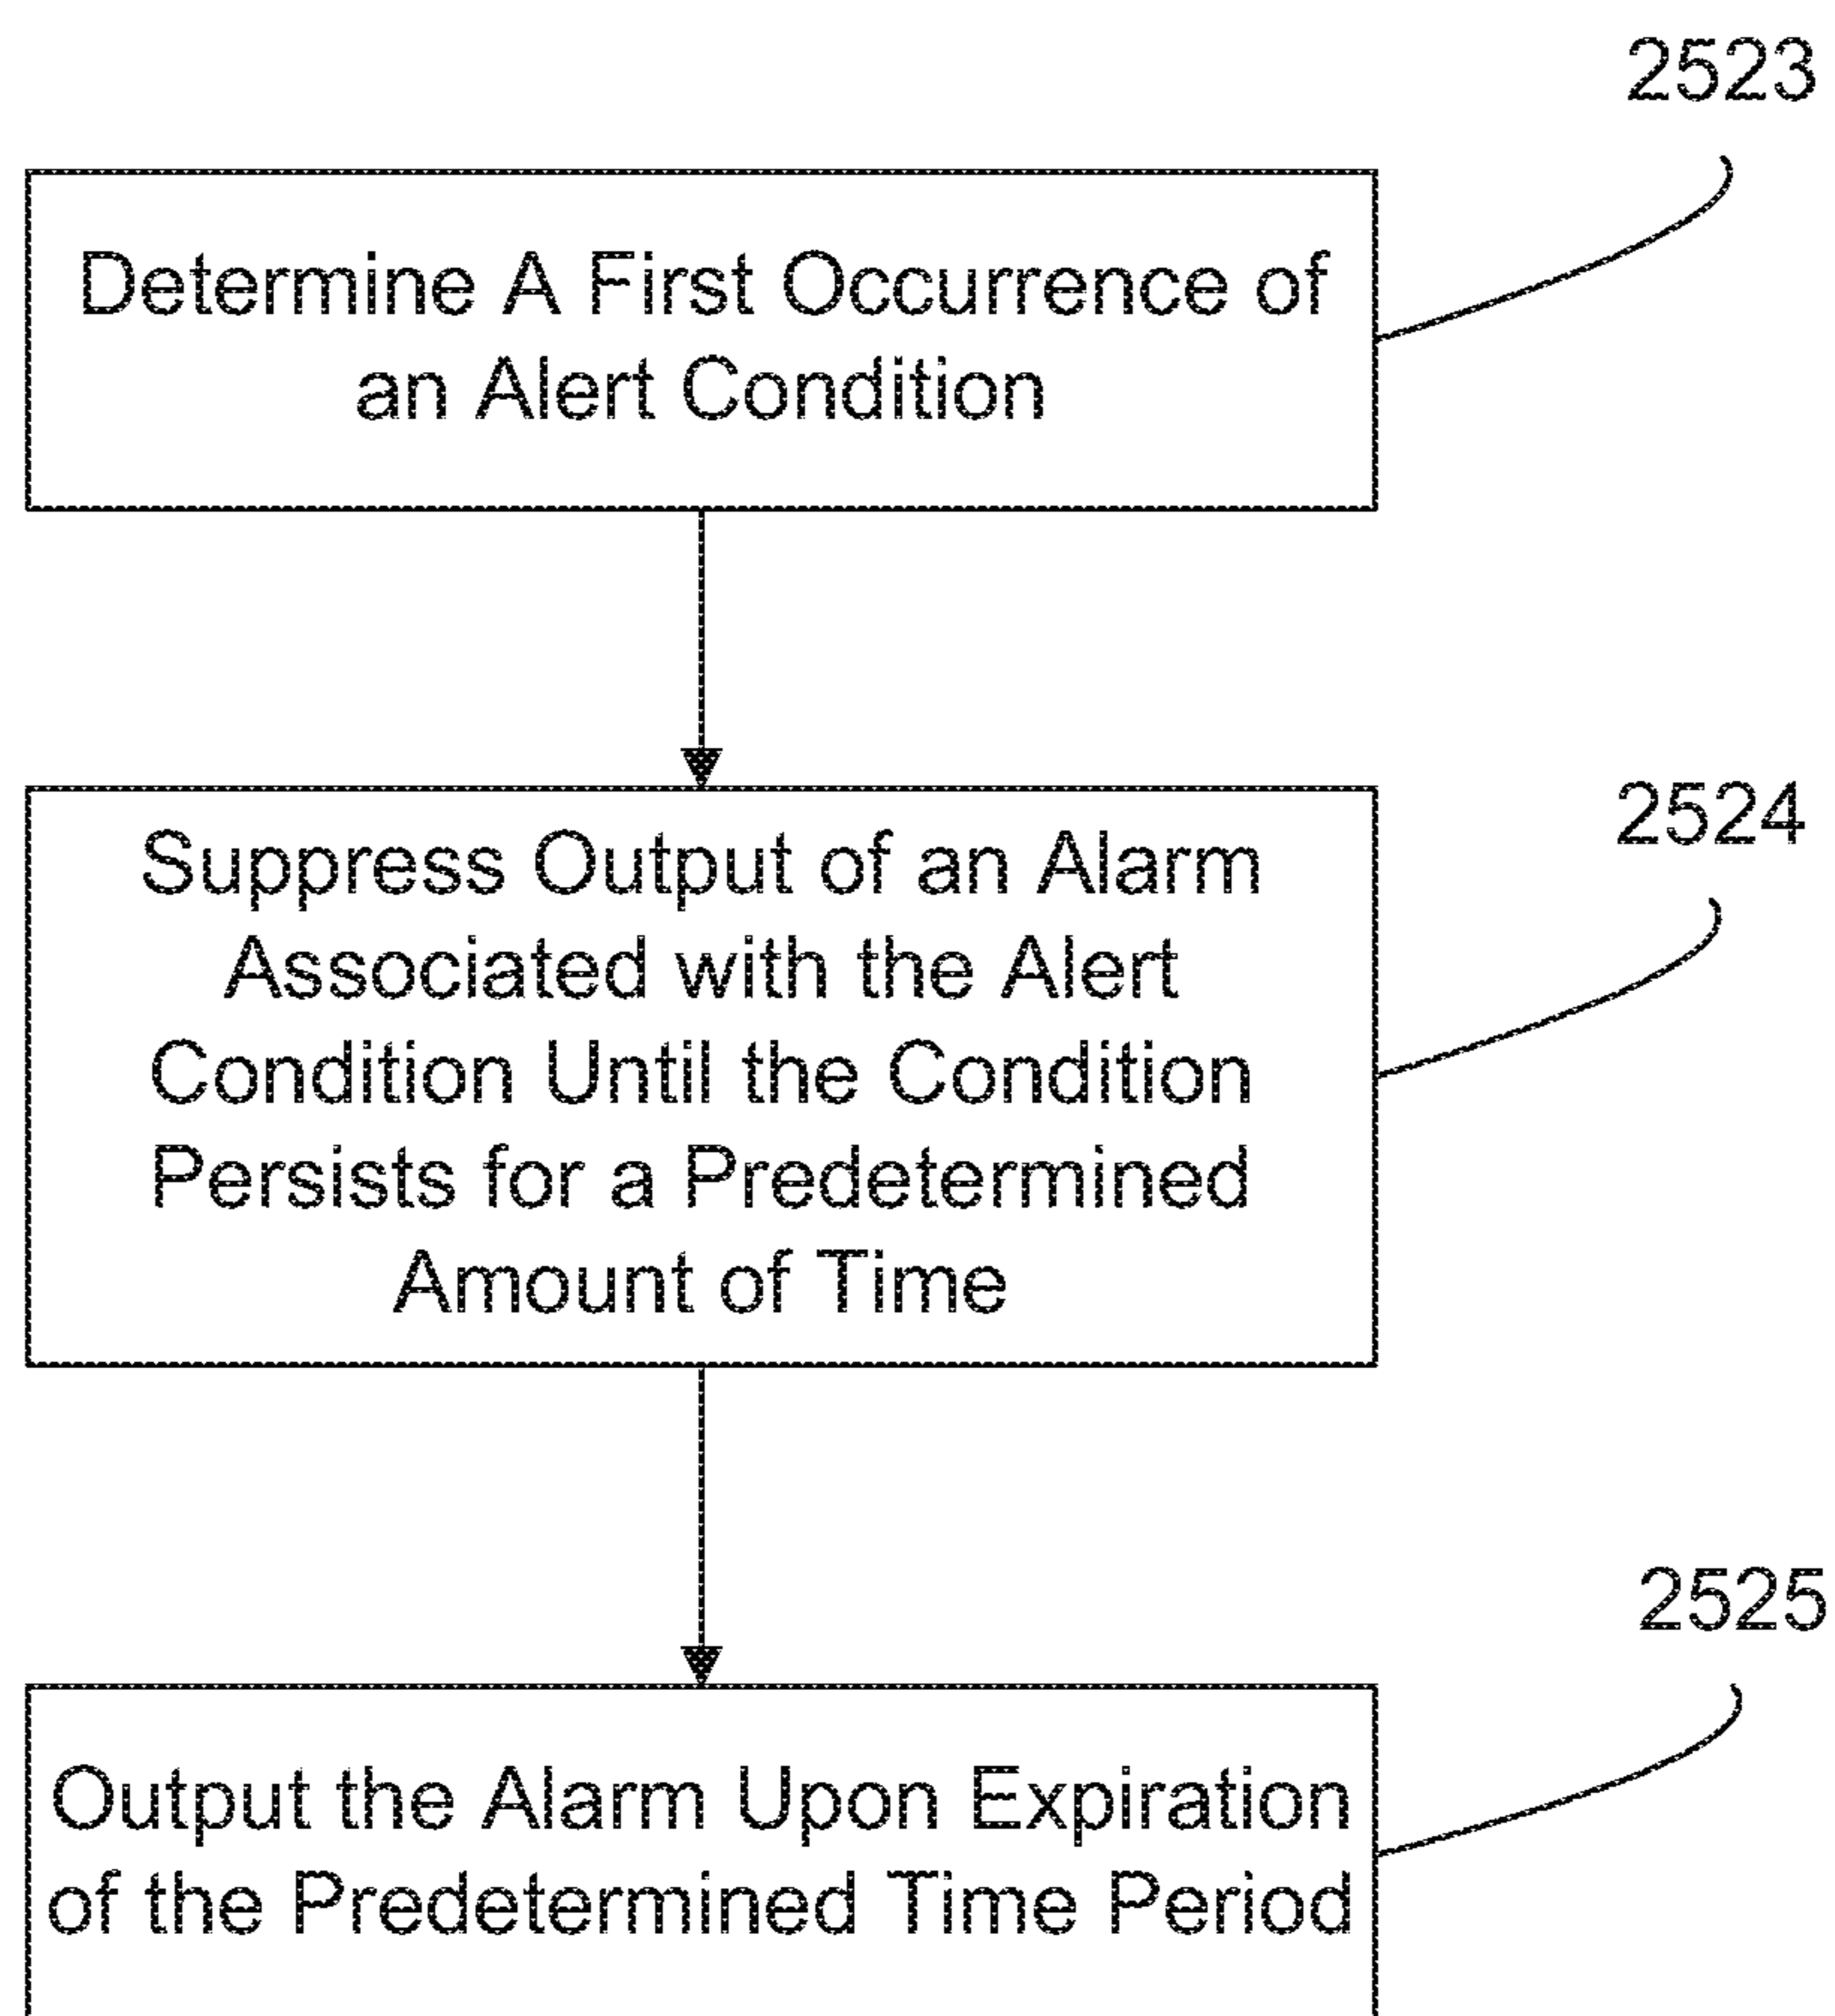 2523
Determine A First Occurrence of
an Alert Condition
2524
Suppress Output of an Alarm
Associated with the Alert
Condition Until the Condition
Persists for a Predetermined
Amount of Time
2525
Output the Alarm Upon Expiration
of the Predetermined Time Period